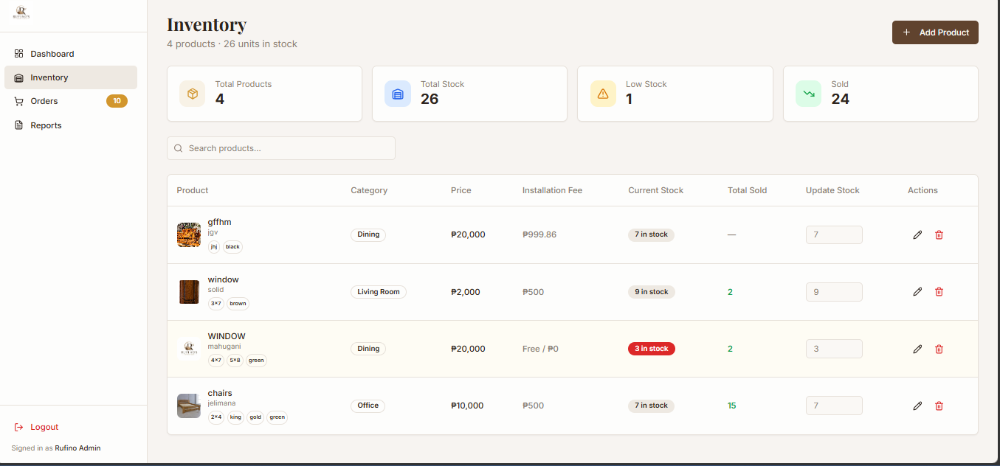 RUFINO'S
Dashboard
Inventory
Orders 10
Reports
Logout
Signed in as Rufino Admin
Inventory
4 products · 26 units in stock
+ Add Product
Total Products
4
Total Stock
26
Low Stock
1
Sold
24
Search products...
Product Category Price Installation Fee Current Stock Total Sold Update Stock Actions
gffhm
jgv
jhj black
Dining ₱20,000 ₱999.86 7 in stock — 7
window
solid
3×7 brown
Living Room ₱2,000 ₱500 9 in stock 2 9
WINDOW
mahugani
4×7 5×8 green
Dining ₱20,000 Free / ₱0 3 in stock 2 3
chairs
jelimana
2×4 king gold green
Office ₱10,000 ₱500 7 in stock 15 7